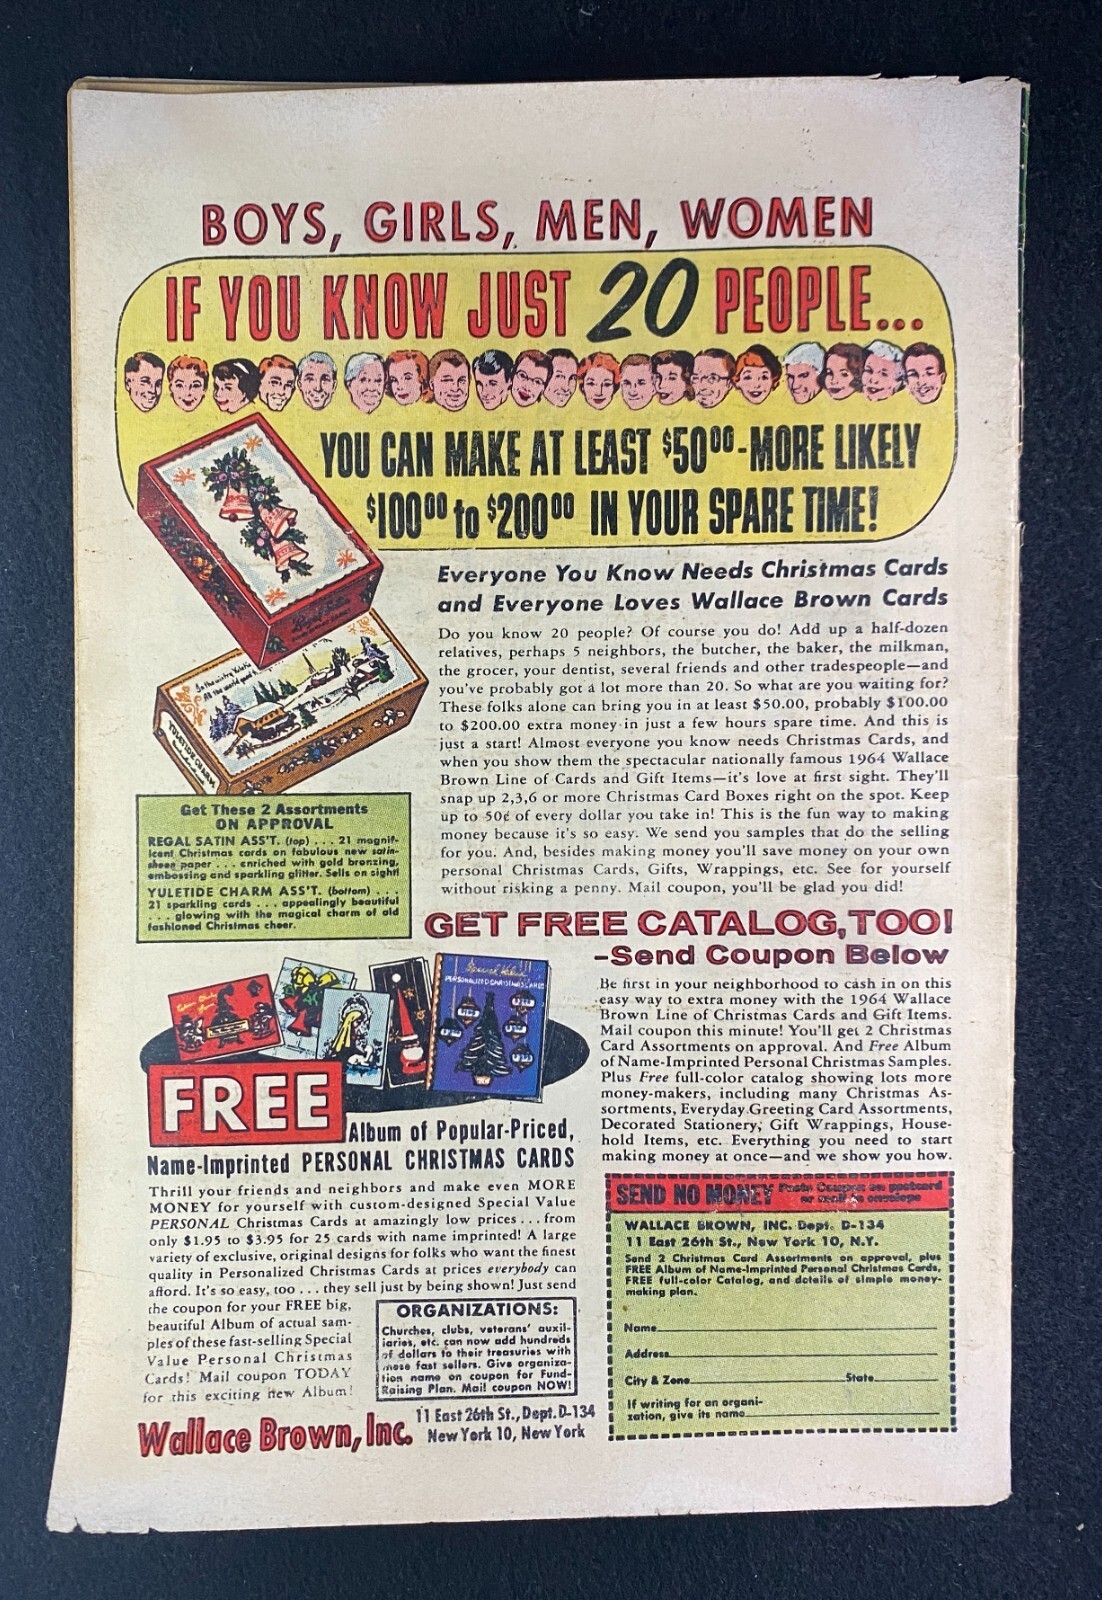 BOYS, GIRLS, MEN, WOMEN
IF YOU KNOW JUST 20 PEOPLE...
YOU CAN MAKE AT LEAST $50⁰⁰-MORE LIKELY
$100⁰⁰ to $200⁰⁰ IN YOUR SPARE TIME!
Everyone You Know Needs Christmas Cards
and Everyone Loves Wallace Brown Cards
Do you know 20 people? Of course you do! Add up a half-dozen
relatives, perhaps 5 neighbors, the butcher, the baker, the milkman,
the grocer, your dentist, several friends and other tradespeople—and
you've probably got a lot more than 20. So what are you waiting for?
These folks alone can bring you in at least $50.00, probably $100.00
to $200.00 extra money in just a few hours spare time. And this is
just a start! Almost everyone you know needs Christmas Cards, and
when you show them the spectacular nationally famous 1964 Wallace
Brown Line of Cards and Gift Items—it's love at first sight. They'll
snap up 2,3,6 or more Christmas Card Boxes right on the spot. Keep
up to 50¢ of every dollar you take in! This is the fun way to making
money because it's so easy. We send you samples that do the selling
for you. And, besides making money you'll save money on your own
personal Christmas Cards, Gifts, Wrappings, etc. See for yourself
without risking a penny. Mail coupon, you'll be glad you did!
YULETIDE CHARM
Get These 2 Assortments
ON APPROVAL
REGAL SATIN ASS'T. (top) . . . 21 magnif-
icent Christmas cards on fabulous new satin-
sheen paper . . . enriched with gold bronzing,
embossing and sparkling glitter. Sells on sight!
YULETIDE CHARM ASS'T. (bottom) . . .
21 sparkling cards . . . appealingly beautiful
. . . glowing with the magical charm of old
fashioned Christmas cheer.
GET FREE CATALOG, TOO!
-Send Coupon Below
Be first in your neighborhood to cash in on this
easy way to extra money with the 1964 Wallace
Brown Line of Christmas Cards and Gift Items.
Mail coupon this minute! You'll get 2 Christmas
Card Assortments on approval. And Free Album
of Name-Imprinted Personal Christmas Samples.
Plus Free full-color catalog showing lots more
money-makers, including many Christmas As-
sortments, Everyday Greeting Card Assortments,
Decorated Stationery, Gift Wrappings, House-
hold Items, etc. Everything you need to start
making money at once—and we show you how.
Special Value
PERSONALIZED CHRISTMAS CARDS
FREE
Album of Popular-Priced,
Name-Imprinted PERSONAL CHRISTMAS CARDS
Thrill your friends and neighbors and make even MORE
MONEY for yourself with custom-designed Special Value
PERSONAL Christmas Cards at amazingly low prices . . . from
only $1.95 to $3.95 for 25 cards with name imprinted! A large
variety of exclusive, original designs for folks who want the finest
quality in Personalized Christmas Cards at prices everybody can
afford. It's so easy, too . . . they sell just by being shown! Just send
the coupon for your FREE big,
beautiful Album of actual sam-
ples of these fast-selling Special
Value Personal Christmas
Cards! Mail coupon TODAY
for this exciting new Album!
ORGANIZATIONS:
Churches, clubs, veterans' auxil-
iaries, etc. can now add hundreds
of dollars to their treasuries with
these fast sellers. Give organiza-
tion name on coupon for Fund-
Raising Plan. Mail coupon NOW!
Wallace Brown, Inc.
11 East 26th St., Dept. D-134
New York 10, New York
SEND NO MONEY
Paste Coupon on postcard
or mail in envelope
WALLACE BROWN, INC. Dept. D-134
11 East 26th St., New York 10, N.Y.
Send 2 Christmas Card Assortments on approval, plus
FREE Album of Name-Imprinted Personal Christmas Cards,
FREE full-color Catalog, and details of simple money-
making plan.
Name
Address
City & Zone State
If writing for an organi-
zation, give its name